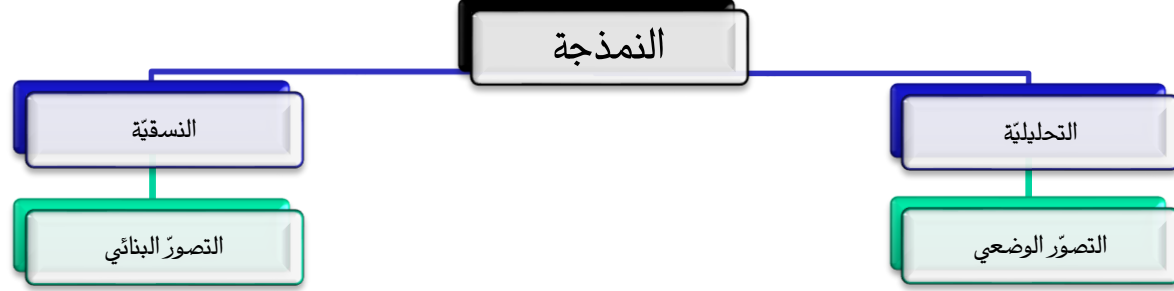 النمذجة
التحليليّة
النسقيّة
التصوّر الوضعي
التصورّ البنائي